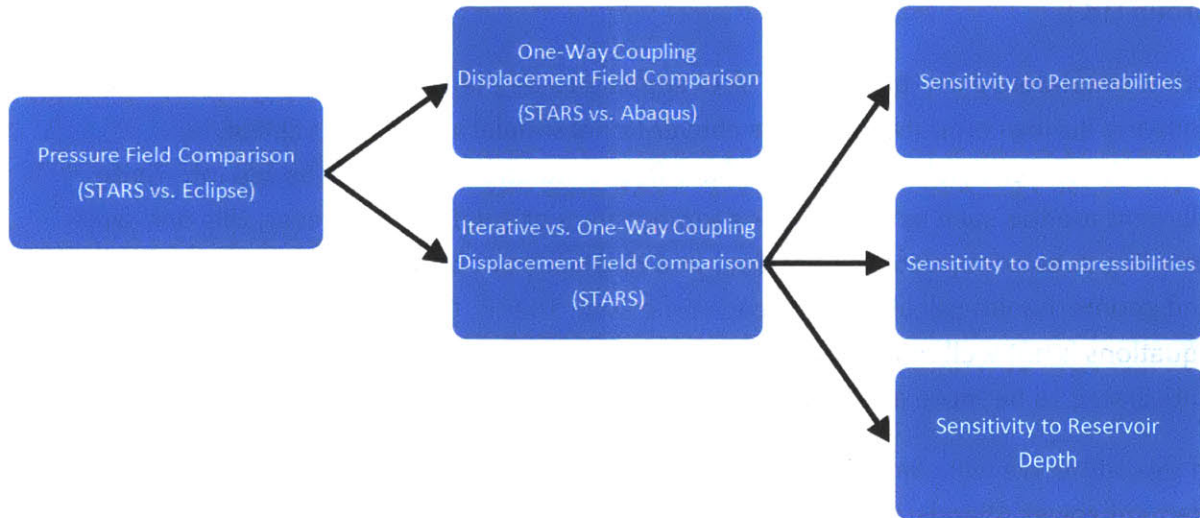 Pressure Field Comparison
(STARS vs. Eclipse)
One-Way Coupling
Displacement Field Comparison
(STARS vs. Abaqus)
Iterative vs. One-Way Coupling
Displacement Field Comparison
(STARS)
Sensitivity to Permeabilities
Sensitivity to Compressibilities
Sensitivity to Reservoir
Depth
quations